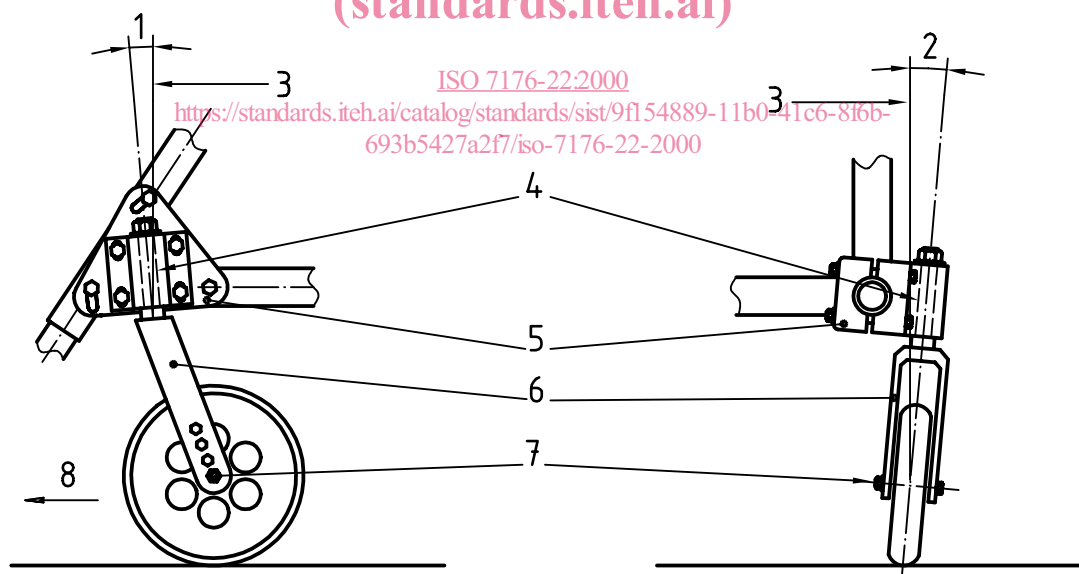 (standards.iteh.ai)
1
2
3
ISO 7176-22:2000
3
https://standards.iteh.ai/catalog/standards/sist/9f154889-11b0-41c6-8f6b-
693b5427a2f7/iso-7176-22-2000
4
5
6
7
8